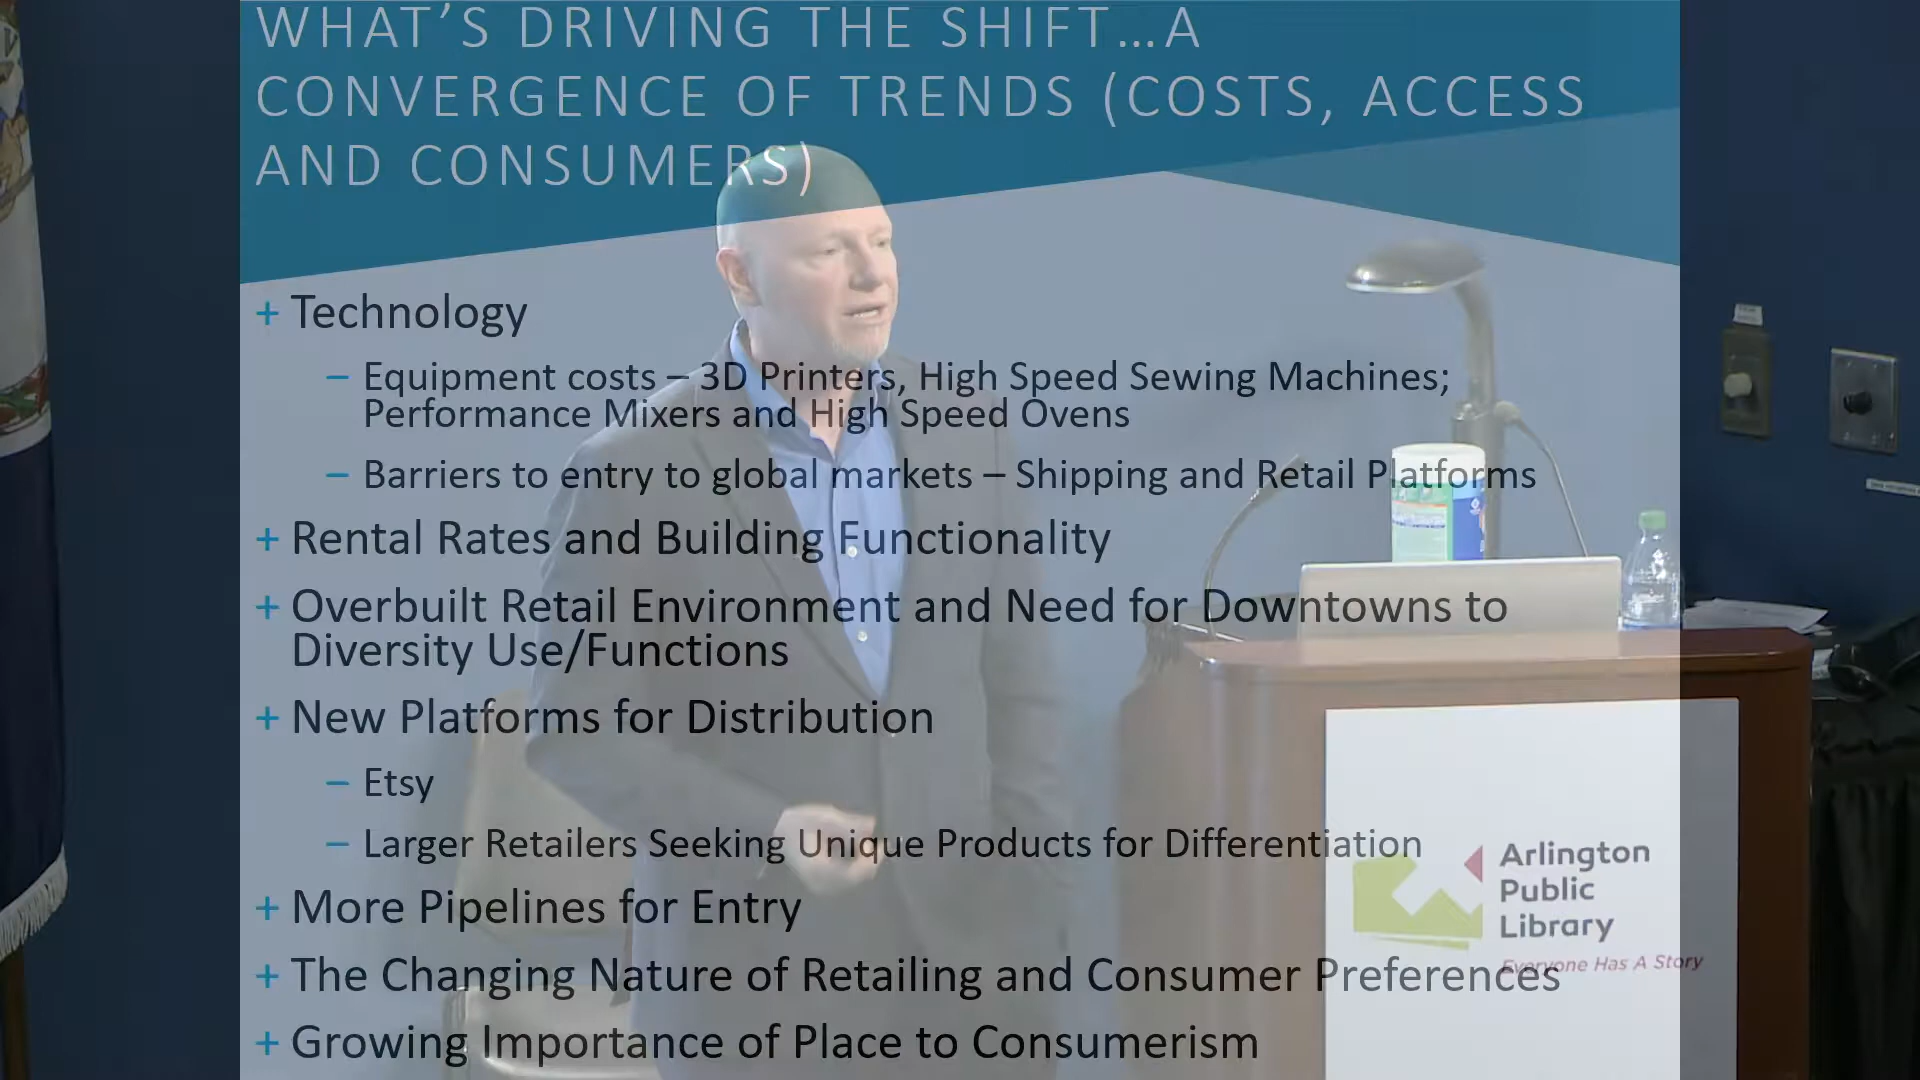 WHAT'S DRIVING THE SHIFT…A
CONVERGENCE OF TRENDS (COSTS, ACCESS
AND CONSUMERS)
+ Technology
– Equipment costs – 3D Printers, High Speed Sewing Machines;
Performance Mixers and High Speed Ovens
– Barriers to entry to global markets – Shipping and Retail Platforms
+ Rental Rates and Building Functionality
+ Overbuilt Retail Environment and Need for Downtowns to
Diversity Use/Functions
+ New Platforms for Distribution
– Etsy
– Larger Retailers Seeking Unique Products for Differentiation
+ More Pipelines for Entry
+ The Changing Nature of Retailing and Consumer Preferences
+ Growing Importance of Place to Consumerism
Arlington
Public
Library
Everyone Has A Story